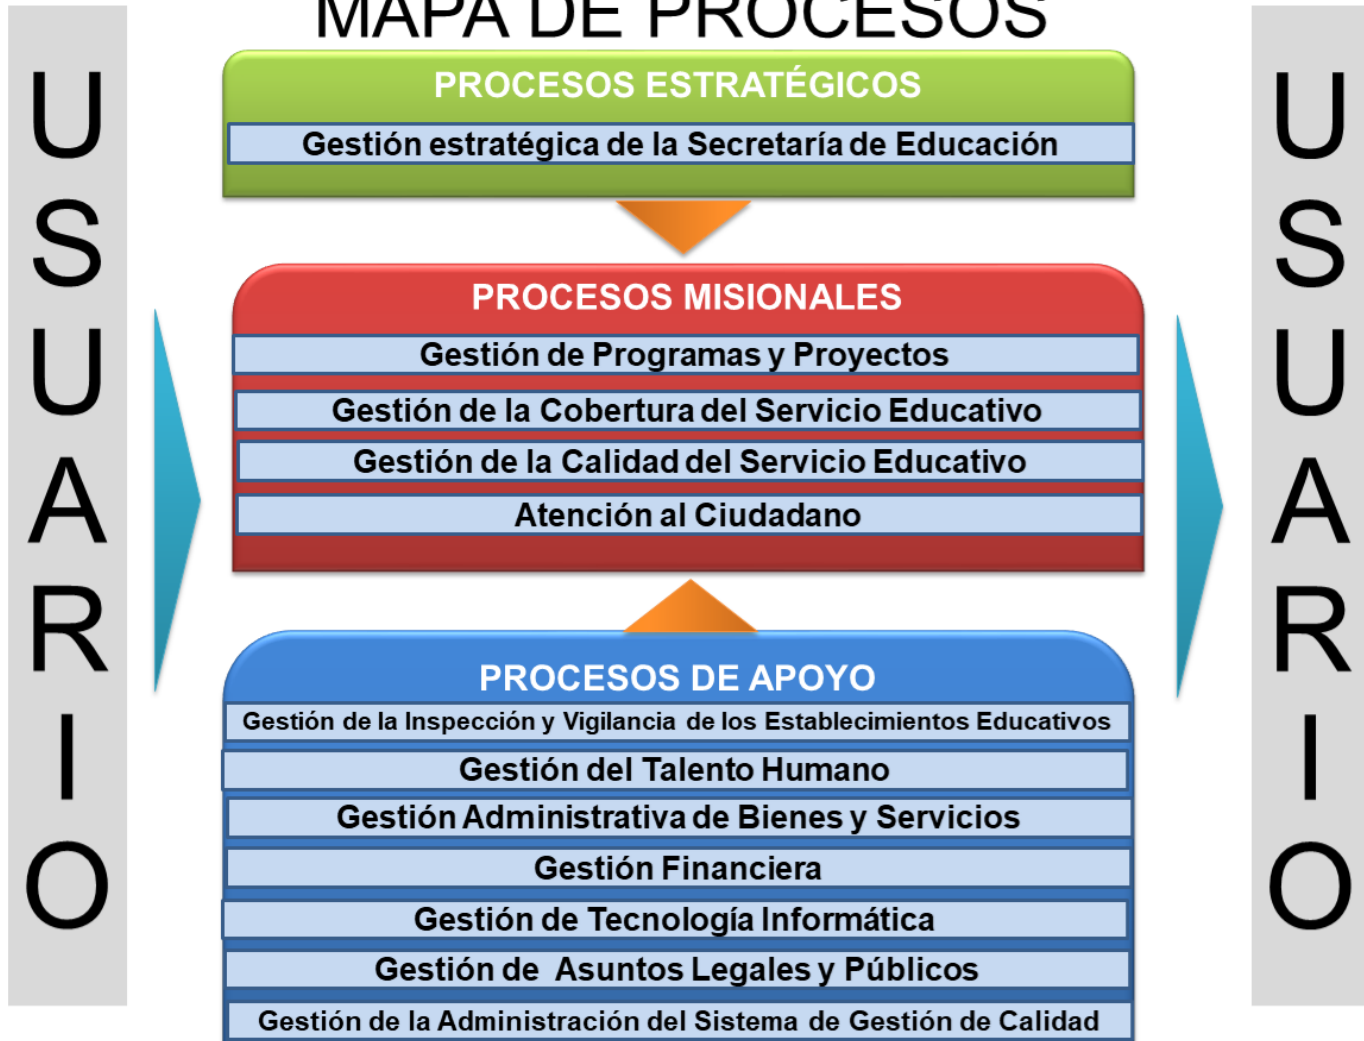 MAPA DE PROCESOS
USUARIO
PROCESOS ESTRATÉGICOS
Gestión estratégica de la Secretaría de Educación
PROCESOS MISIONALES
Gestión de Programas y Proyectos
Gestión de la Cobertura del Servicio Educativo
Gestión de la Calidad del Servicio Educativo
Atención al Ciudadano
PROCESOS DE APOYO
Gestión de la Inspección y Vigilancia de los Establecimientos Educativos
Gestión del Talento Humano
Gestión Administrativa de Bienes y Servicios
Gestión Financiera
Gestión de Tecnología Informática
Gestión de Asuntos Legales y Públicos
Gestión de la Administración del Sistema de Gestión de Calidad
USUARIO